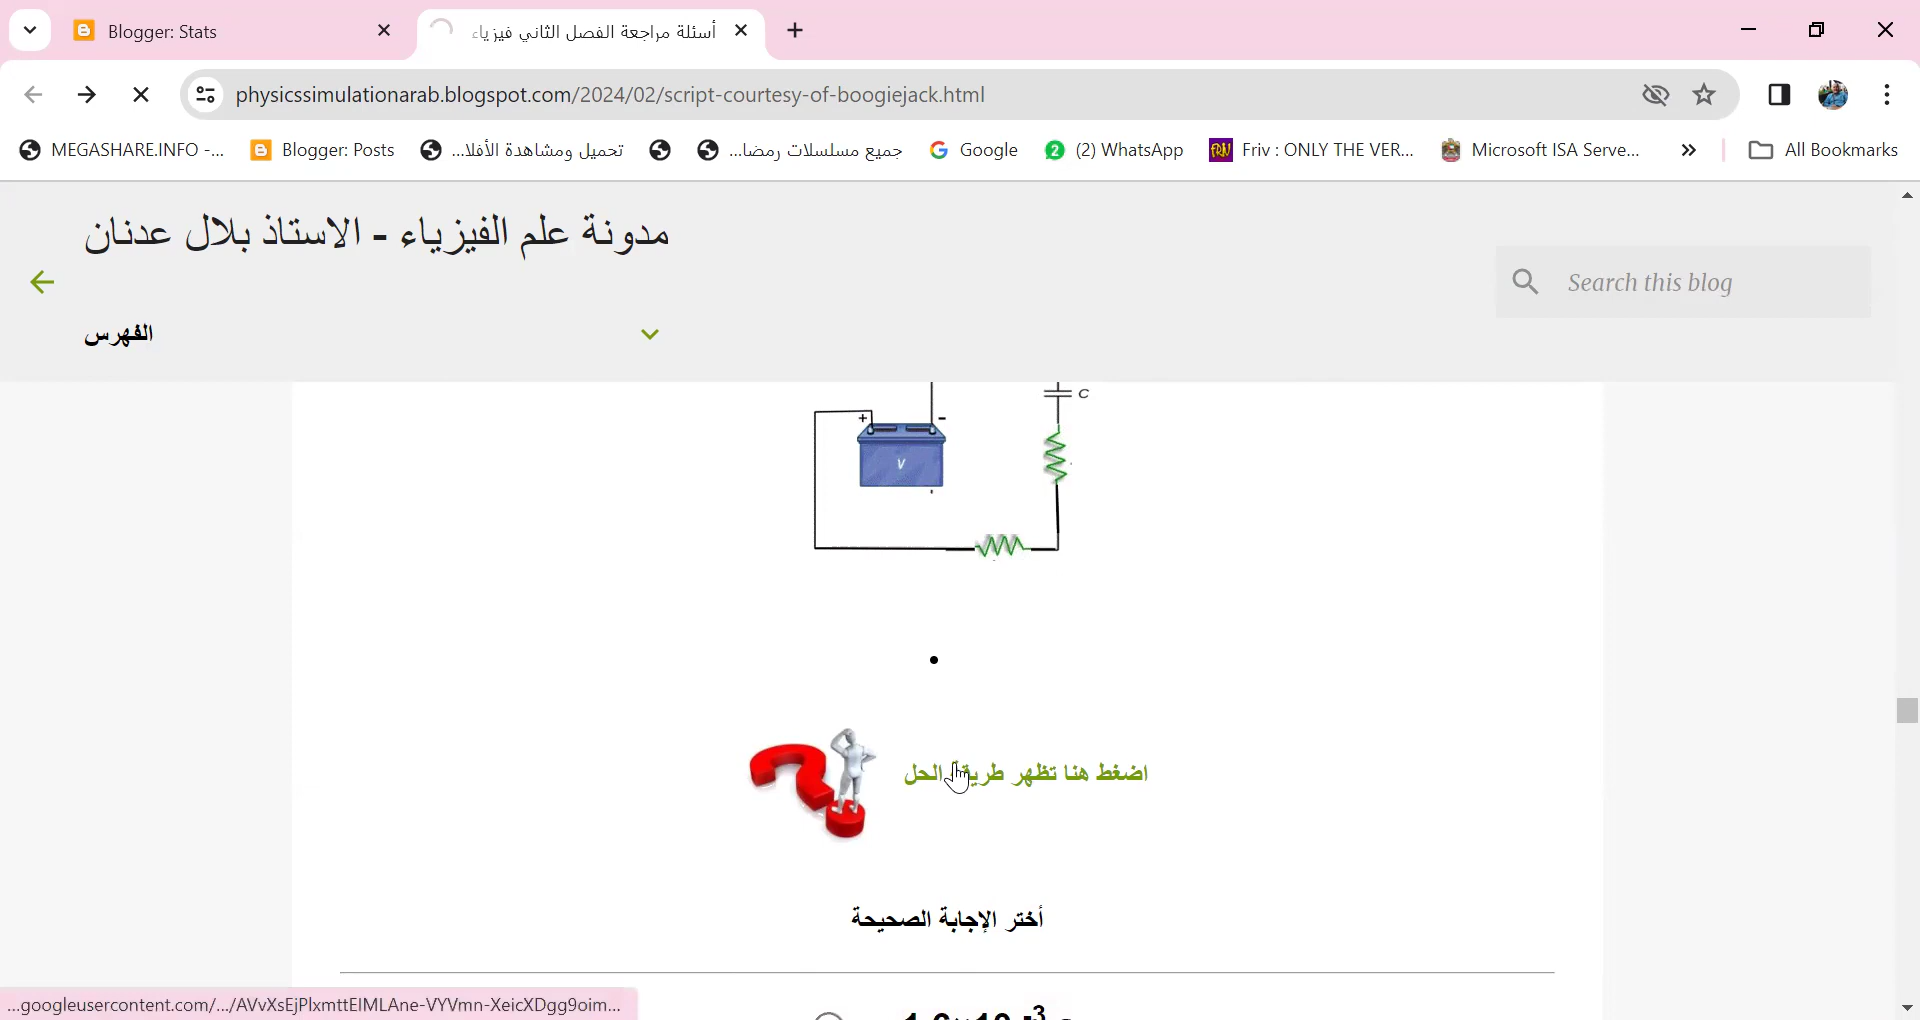 Blogger: Stats
أسئلة مراجعة الفصل الثاني فيزياء
physicssimulationarab.blogspot.com/2024/02/script-courtesy-of-boogiejack.html
MEGASHARE.INFO -...
Blogger: Posts
تحميل ومشاهدة الأفلا...
جميع مسلسلات رمضا...
Google
2
(2) WhatsApp
FRIV
Friv : ONLY THE VER...
Microsoft ISA Serve...
»
All Bookmarks
مدونة علم الفيزياء - الاستاذ بلال عدنان
Search this blog
الفهرس
C
+ -
V
اضغط هنا تظهر طريقة الحل
أختر الإجابة الصحيحة
...googleusercontent.com/.../AVvXsEjPlxmttEIMLAne-VYVmn-XeicXDgg9oim...